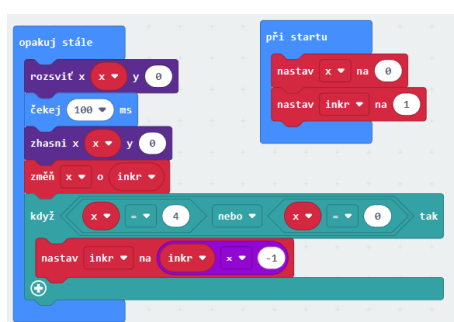 opakuj stále
rozsviť x x y 0
čekej 100 ms
zhasni x x y 0
změň x o inkr
když x = 4 nebo x = 0 tak
nastav inkr na inkr × -1
při startu
nastav x na 0
nastav inkr na 1